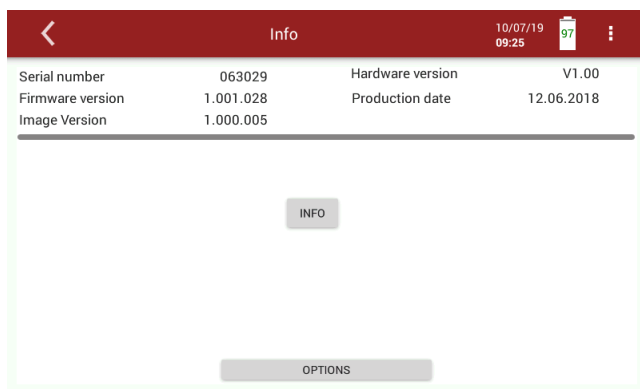 Info
10/07/19
09:25
97
Serial number 063029 Hardware version V1.00
Firmware version 1.001.028 Production date 12.06.2018
Image Version 1.000.005
INFO
OPTIONS